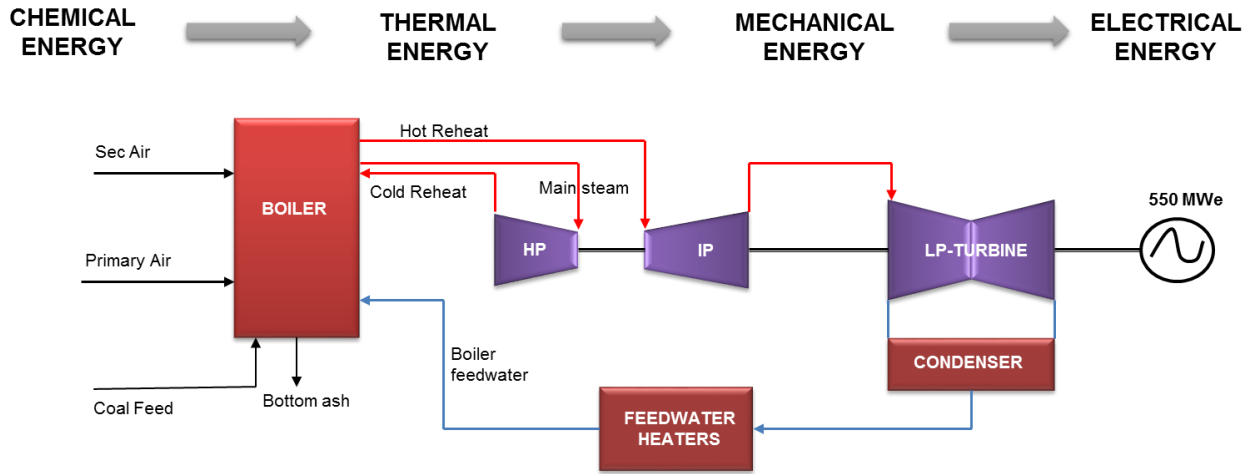 CHEMICAL
ENERGY
THERMAL
ENERGY
MECHANICAL
ENERGY
ELECTRICAL
ENERGY
Hot Reheat
Sec Air
Main steam
Cold Reheat
BOILER
550 MWe
HP
IP
LP-TURBINE
Primary Air
Boiler
feedwater
CONDENSER
Coal Feed
Bottom ash
FEEDWATER
HEATERS